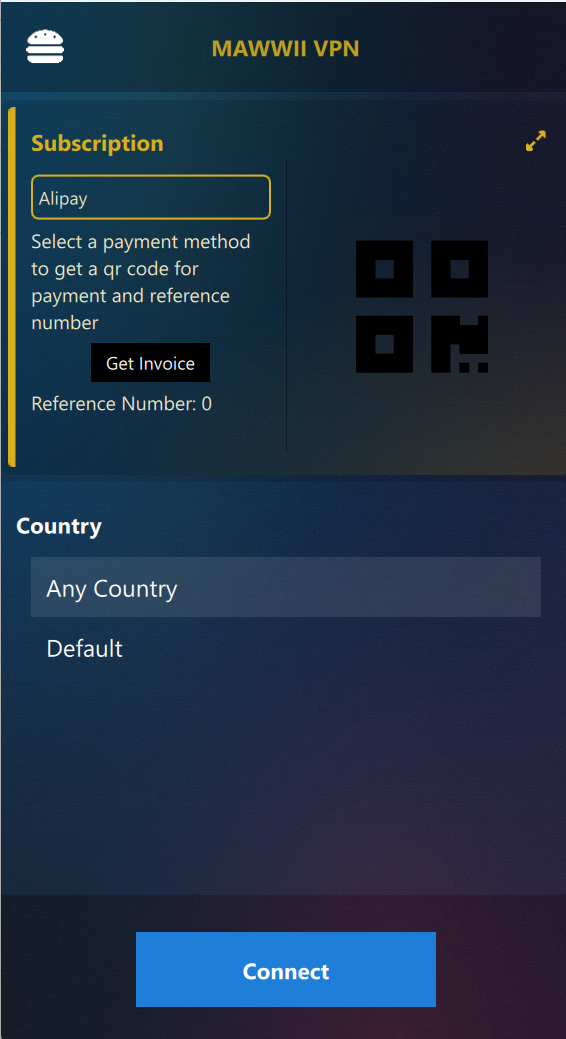 MAWWII VPN
Subscription
Alipay
Select a payment method
to get a qr code for
payment and reference
number
Get Invoice
Reference Number: 0
Country
Any Country
Default
Connect